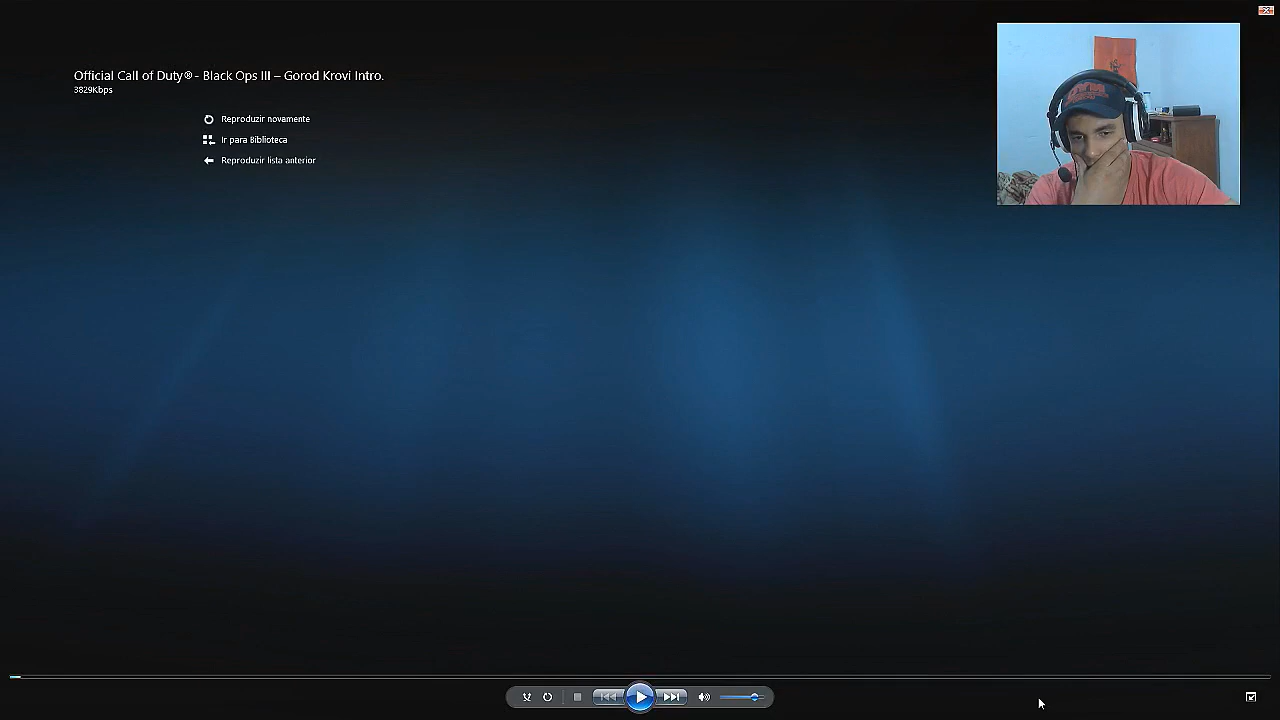 Official Call of Duty® - Black Ops III – Gorod Krovi Intro.
3829Kbps
Reproduzir novamente
Ir para Biblioteca
Reproduzir lista anterior